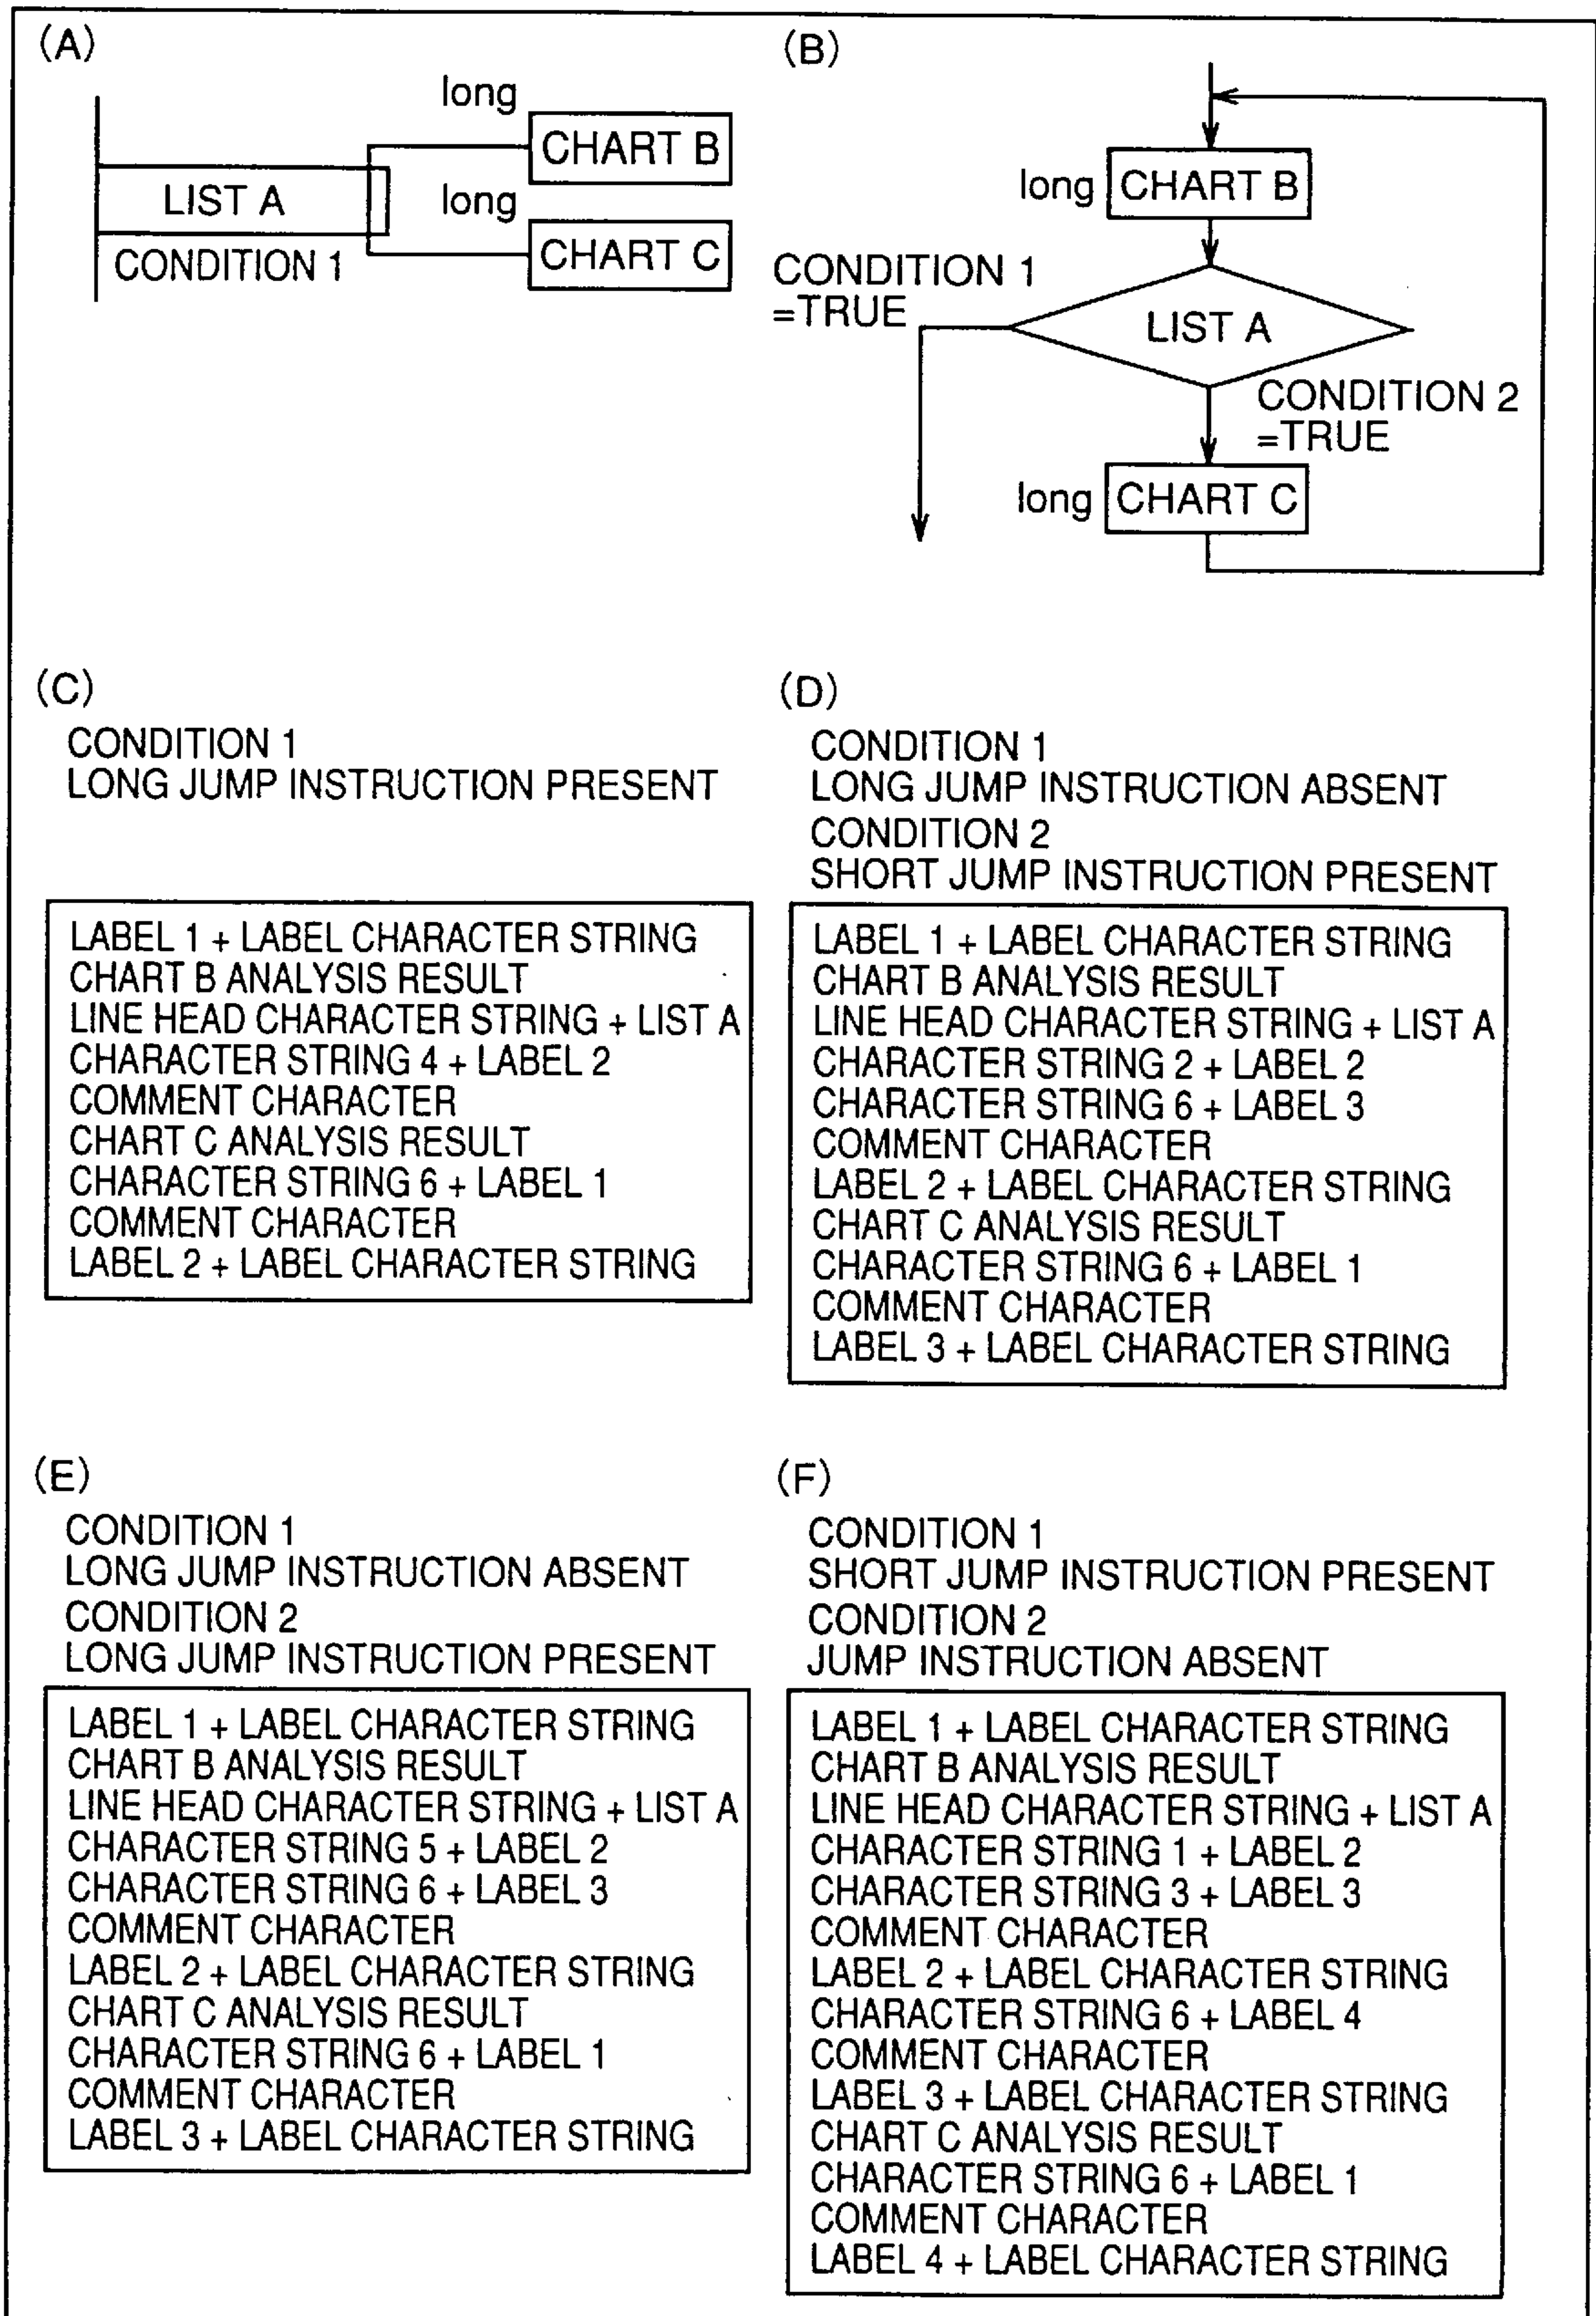 (A)
long
CHART B
LIST A
long
CHART C
CONDITION 1
(B)
long
CHART B
CONDITION 1
=TRUE
LIST A
CONDITION 2
=TRUE
long
CHART C
(C)
CONDITION 1
LONG JUMP INSTRUCTION PRESENT
LABEL 1 + LABEL CHARACTER STRING
CHART B ANALYSIS RESULT
LINE HEAD CHARACTER STRING + LIST A
CHARACTER STRING 4 + LABEL 2
COMMENT CHARACTER
CHART C ANALYSIS RESULT
CHARACTER STRING 6 + LABEL 1
COMMENT CHARACTER
LABEL 2 + LABEL CHARACTER STRING
(D)
CONDITION 1
LONG JUMP INSTRUCTION ABSENT
CONDITION 2
SHORT JUMP INSTRUCTION PRESENT
LABEL 1 + LABEL CHARACTER STRING
CHART B ANALYSIS RESULT
LINE HEAD CHARACTER STRING + LIST A
CHARACTER STRING 2 + LABEL 2
CHARACTER STRING 6 + LABEL 3
COMMENT CHARACTER
LABEL 2 + LABEL CHARACTER STRING
CHART C ANALYSIS RESULT
CHARACTER STRING 6 + LABEL 1
COMMENT CHARACTER
LABEL 3 + LABEL CHARACTER STRING
(E)
CONDITION 1
LONG JUMP INSTRUCTION ABSENT
CONDITION 2
LONG JUMP INSTRUCTION PRESENT
LABEL 1 + LABEL CHARACTER STRING
CHART B ANALYSIS RESULT
LINE HEAD CHARACTER STRING + LIST A
CHARACTER STRING 5 + LABEL 2
CHARACTER STRING 6 + LABEL 3
COMMENT CHARACTER
LABEL 2 + LABEL CHARACTER STRING
CHART C ANALYSIS RESULT
CHARACTER STRING 6 + LABEL 1
COMMENT CHARACTER
LABEL 3 + LABEL CHARACTER STRING
(F)
CONDITION 1
SHORT JUMP INSTRUCTION PRESENT
CONDITION 2
JUMP INSTRUCTION ABSENT
LABEL 1 + LABEL CHARACTER STRING
CHART B ANALYSIS RESULT
LINE HEAD CHARACTER STRING + LIST A
CHARACTER STRING 1 + LABEL 2
CHARACTER STRING 3 + LABEL 3
COMMENT CHARACTER
LABEL 2 + LABEL CHARACTER STRING
CHARACTER STRING 6 + LABEL 4
COMMENT CHARACTER
LABEL 3 + LABEL CHARACTER STRING
CHART C ANALYSIS RESULT
CHARACTER STRING 6 + LABEL 1
COMMENT CHARACTER
LABEL 4 + LABEL CHARACTER STRING